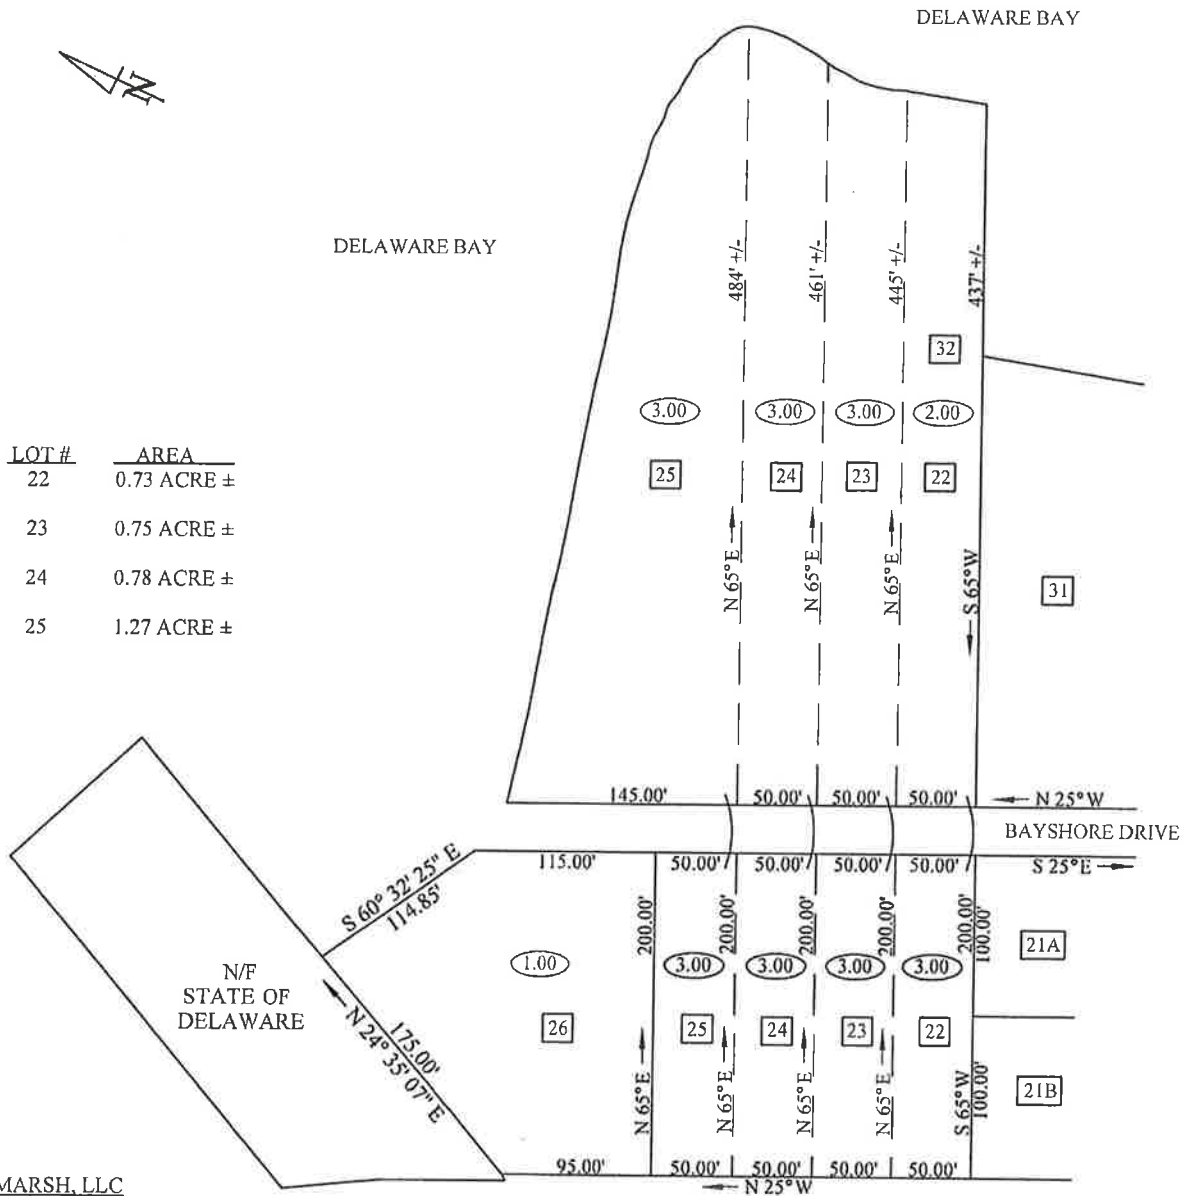 DELAWARE BAY
N
DELAWARE BAY
484' +/-
461' +/-
445' +/-
437' +/-
32
3.00
3.00
3.00
2.00
LOT # AREA
22 0.73 ACRE ±
23 0.75 ACRE ±
24 0.78 ACRE ±
25 1.27 ACRE ±
25
24
23
22
N 65° E
N 65° E
N 65° E
S 65° W
31
145.00'
50.00'
50.00'
50.00'
N 25° W
BAYSHORE DRIVE
115.00'
50.00'
50.00'
50.00'
50.00'
S 25° E
S 60° 32' 25" E
114.85'
200.00'
200.00'
200.00'
200.00'
200.00'
100.00'
21A
1.00
3.00
3.00
3.00
3.00
N/F
STATE OF
DELAWARE
175.00'
N 24° 35' 07" E
26
25
24
23
22
N 65° E
N 65° E
N 65° E
N 65° E
S 65° W
100.00'
21B
95.00'
50.00'
50.00'
50.00'
50.00'
N 25° W
MARSH, LLC